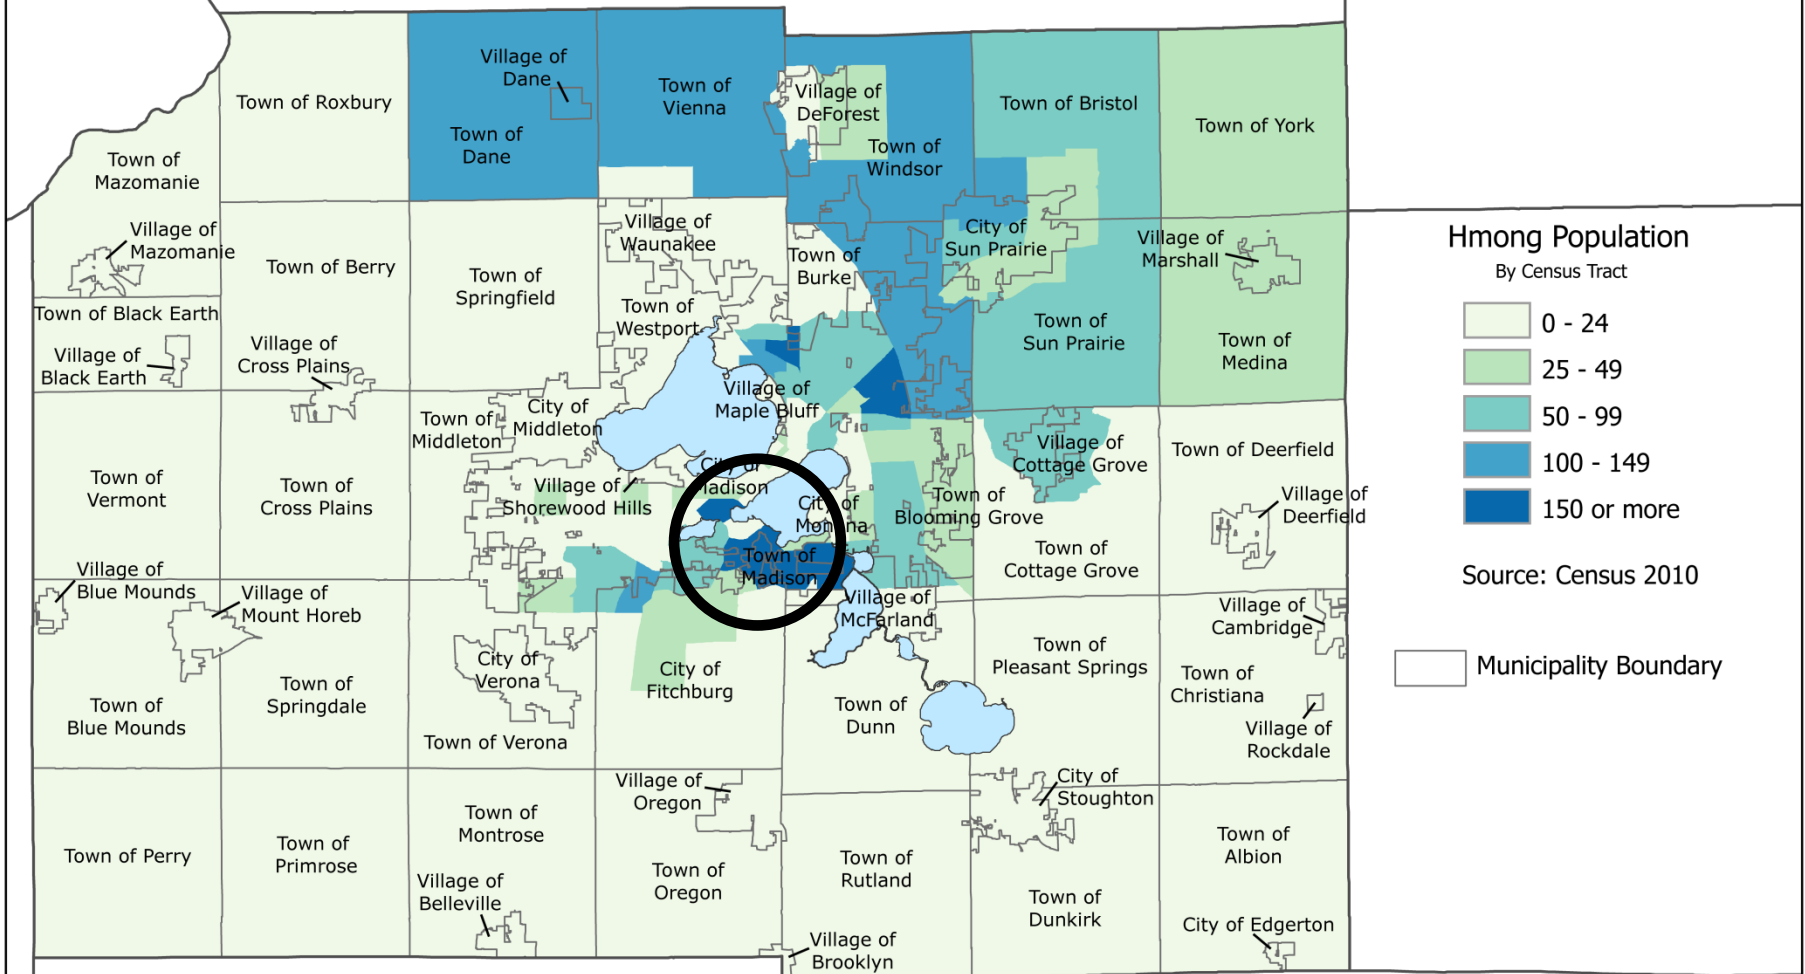 Village of
Dane
Town of
Dane
Town of Roxbury
Town of
Vienna
Village of
DeForest
Town of
Windsor
Town of Bristol
Town of York
Town of
Mazomanie
Village of
Mazomanie
Town of Berry
Town of
Springfield
Village of
Waunakee
Town of
Westport
Town of
Burke
City of
Sun Prairie
Village of
Marshall
Town of
Sun Prairie
Town of
Medina
Town of Black Earth
Village of
Black Earth
Village of
Cross Plains
Town of
Middleton
City of
Middleton
Village of
Maple Bluff
Town of
Vermont
Town of
Cross Plains
Village of
Shorewood Hills
City of
Madison
City of
Monona
Town of
Madison
Town of
Blooming Grove
Village of
Cottage Grove
Town of
Cottage Grove
Town of Deerfield
Village of
Deerfield
Village of
Blue Mounds
Village of
Mount Horeb
Town of
Blue Mounds
Town of
Springdale
City of
Verona
Town of Verona
City of
Fitchburg
Village of
McFarland
Town of
Dunn
Town of
Pleasant Springs
Village of
Cambridge
Town of
Christiana
Village of
Rockdale
Town of Perry
Town of
Primrose
Town of
Montrose
Village of
Belleville
Village of
Oregon
Town of
Oregon
Town of
Rutland
Village of
Brooklyn
City of
Stoughton
Town of
Dunkirk
Town of
Albion
City of Edgerton
Hmong Population
By Census Tract
0 - 24
25 - 49
50 - 99
100 - 149
150 or more
Source: Census 2010
Municipality Boundary